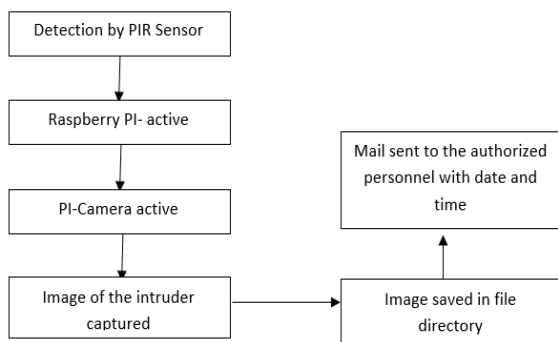 Detection by PIR Sensor
Raspberry PI- active
PI-Camera active
Image of the intruder
captured
Image saved in file
directory
Mail sent to the authorized
personnel with date and
time